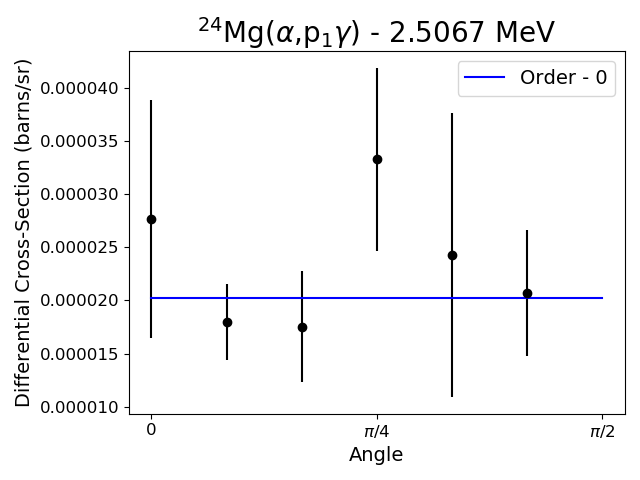 ²⁴Mg(α,p₁γ) - 2.5067 MeV
Order - 0
Differential Cross-Section (barns/sr)
0.000040
0.000035
0.000030
0.000025
0.000020
0.000015
0.000010
0 π/4 π/2
Angle